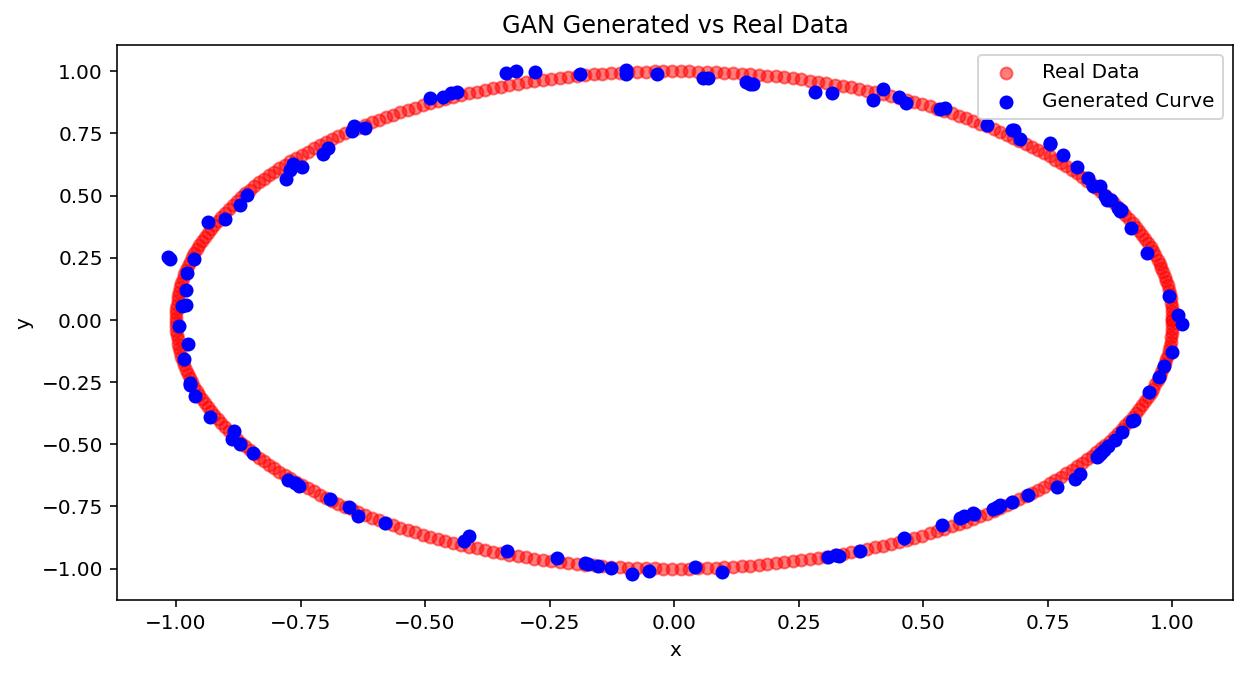 GAN Generated vs Real Data
Real Data
Generated Curve
1.00
0.75
0.50
0.25
0.00
−0.25
−0.50
−0.75
−1.00
y
−1.00 −0.75 −0.50 −0.25 0.00 0.25 0.50 0.75 1.00
x